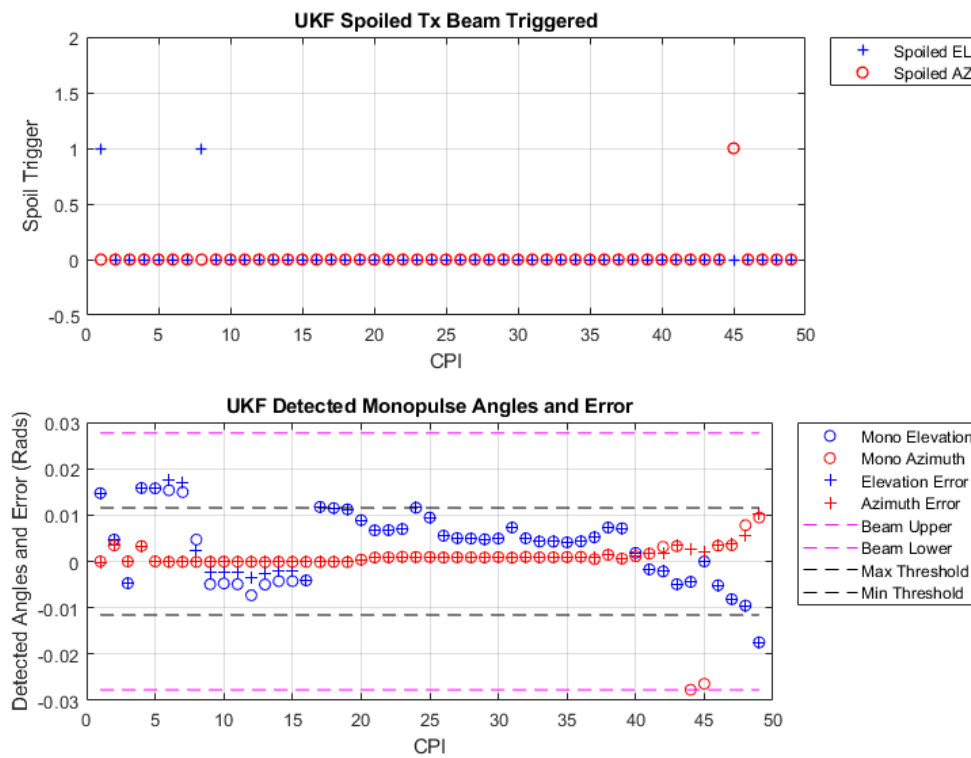 UKF Spoiled Tx Beam Triggered
2
1.5
1
0.5
0
-0.5
Spoil Trigger
0 5 10 15 20 25 30 35 40 45 50
CPI
Spoiled EL
Spoiled AZ
UKF Detected Monopulse Angles and Error
0.03
0.02
0.01
0
-0.01
-0.02
-0.03
Detected Angles and Error (Rads)
0 5 10 15 20 25 30 35 40 45 50
CPI
Mono Elevation
Mono Azimuth
Elevation Error
Azimuth Error
Beam Upper
Beam Lower
Max Threshold
Min Threshold